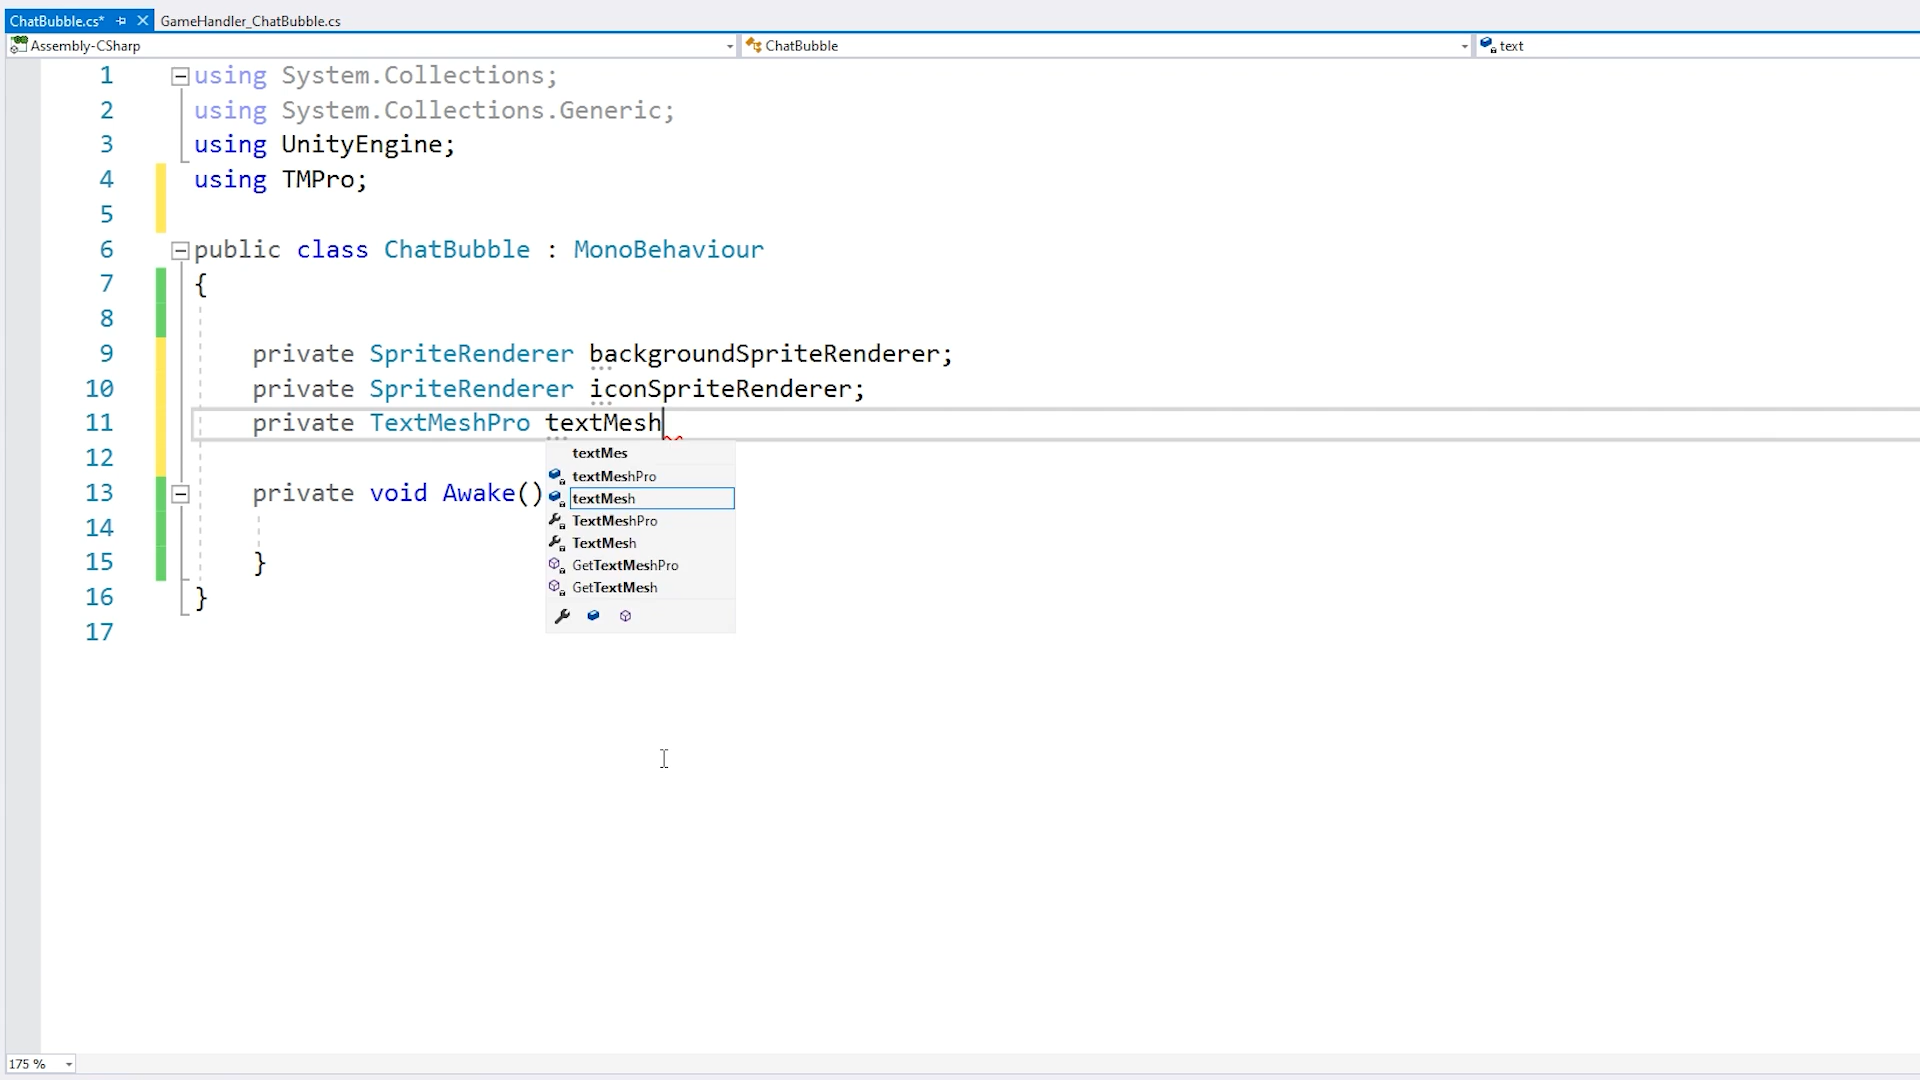 ChatBubble.cs* GameHandler_ChatBubble.cs
Assembly-CSharp ChatBubble text
1 using System.Collections;
2 using System.Collections.Generic;
3 using UnityEngine;
4 using TMPro;
5
6 public class ChatBubble : MonoBehaviour
7 {
8
9 private SpriteRenderer backgroundSpriteRenderer;
10 private SpriteRenderer iconSpriteRenderer;
11 private TextMeshPro textMesh
12
13 private void Awake()
14
15 }
16 }
17
textMes
textMeshPro
textMesh
TextMeshPro
TextMesh
GetTextMeshPro
GetTextMesh
175 %